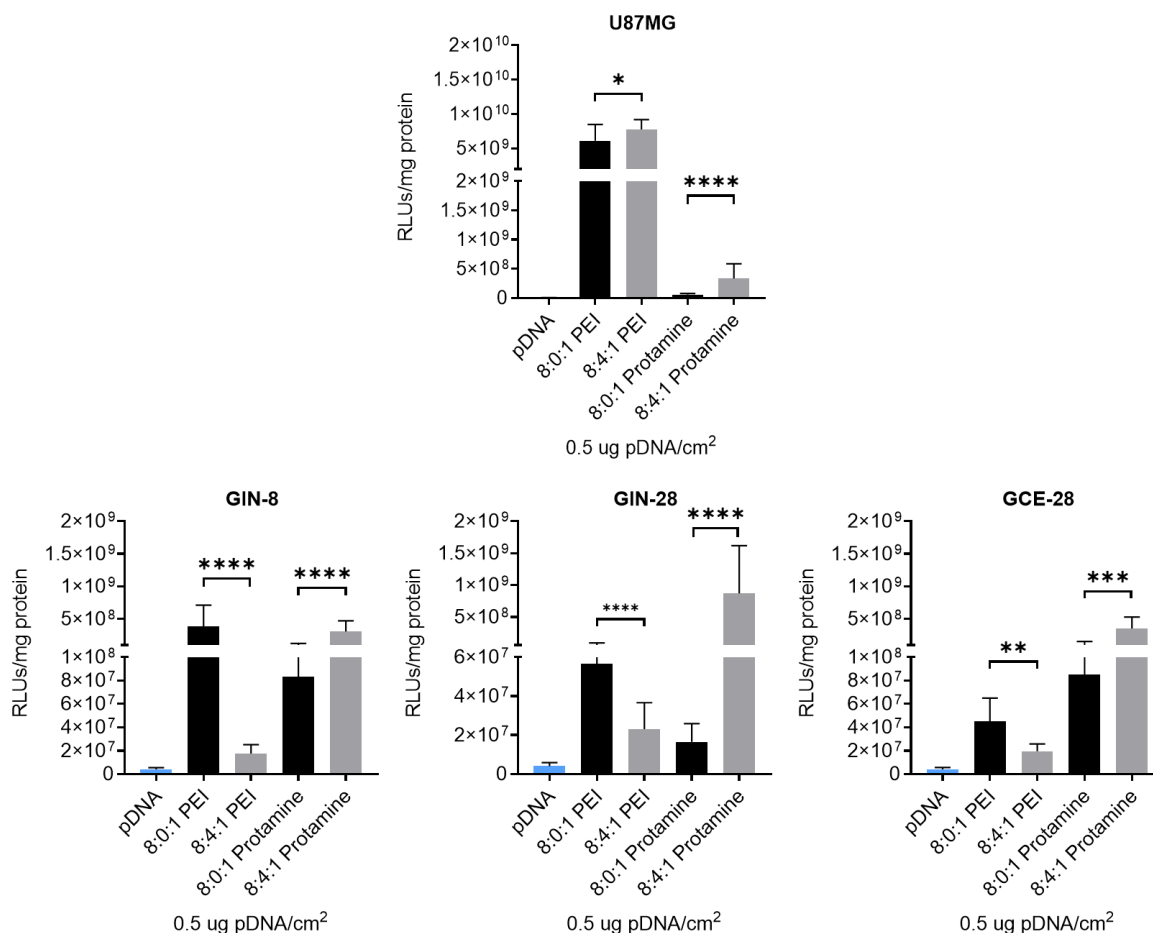 U87MG
2×10¹⁰
1.5×10¹⁰
1×10¹⁰
5×10⁹
2×10⁹
1.5×10⁹
1×10⁹
5×10⁸
0
RLUs/mg protein
*
****
pDNA
8:0:1 PEI
8:4:1 PEI
8:0:1 Protamine
8:4:1 Protamine
0.5 ug pDNA/cm²
GIN-8
2×10⁹
1.5×10⁹
1×10⁹
5×10⁸
1×10⁸
8×10⁷
6×10⁷
4×10⁷
2×10⁷
0
RLUs/mg protein
****
****
pDNA
8:0:1 PEI
8:4:1 PEI
8:0:1 Protamine
8:4:1 Protamine
0.5 ug pDNA/cm²
GIN-28
2×10⁹
1.5×10⁹
1×10⁹
5×10⁸
6×10⁷
4×10⁷
2×10⁷
0
RLUs/mg protein
****
****
pDNA
8:0:1 PEI
8:4:1 PEI
8:0:1 Protamine
8:4:1 Protamine
0.5 ug pDNA/cm²
GCE-28
2×10⁹
1.5×10⁹
1×10⁹
5×10⁸
1×10⁸
8×10⁷
6×10⁷
4×10⁷
2×10⁷
0
RLUs/mg protein
**
***
pDNA
8:0:1 PEI
8:4:1 PEI
8:0:1 Protamine
8:4:1 Protamine
0.5 ug pDNA/cm²